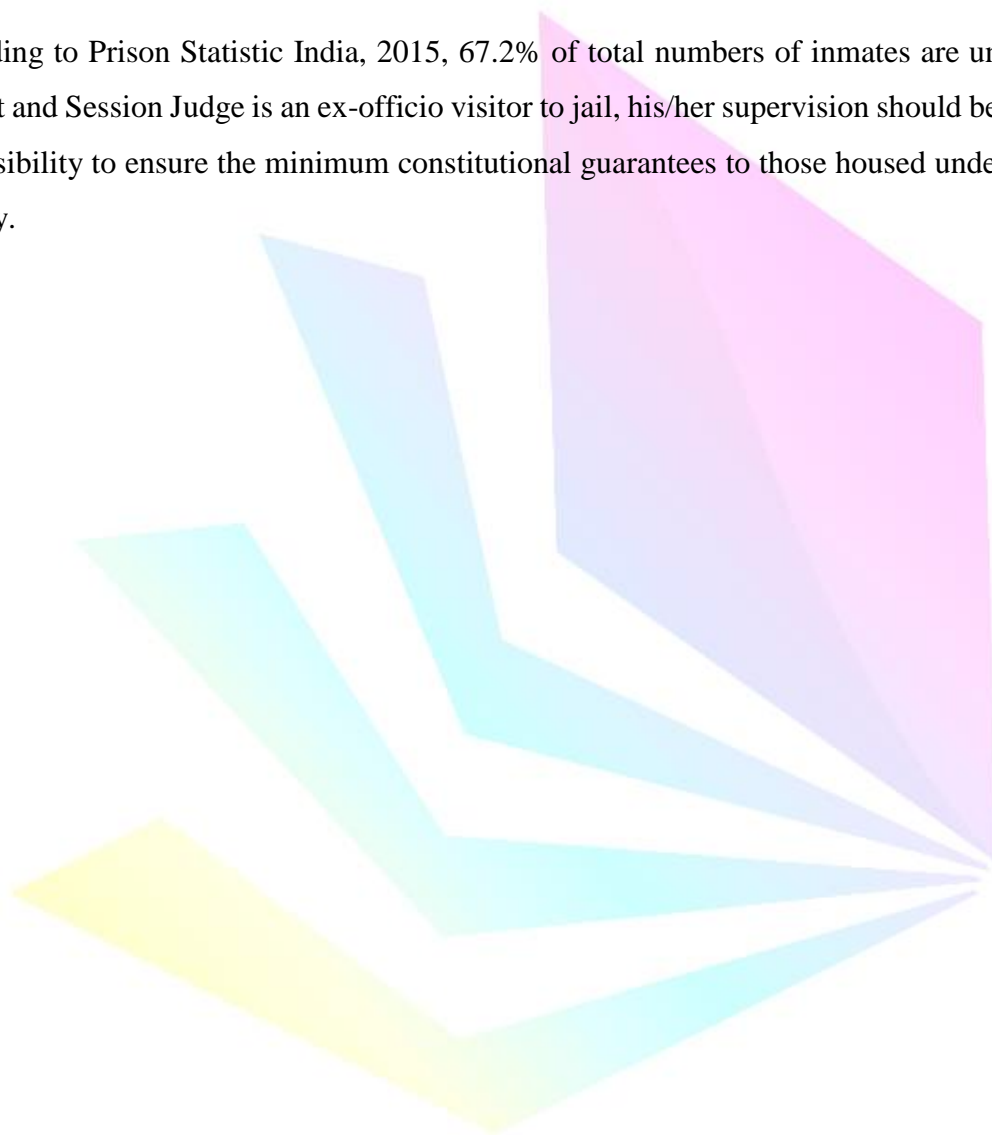 ding to Prison Statistic India, 2015, 67.2% of total numbers of inmates are un
t and Session Judge is an ex-officio visitor to jail, his/her supervision should be
sibility to ensure the minimum constitutional guarantees to those housed unde
y.